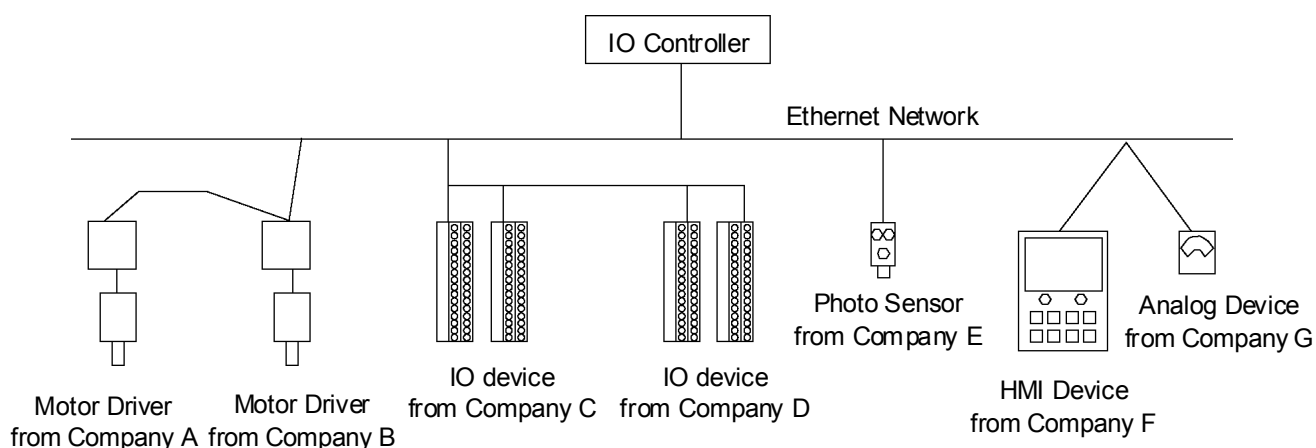 IO Controller
Ethernet Network
Motor Driver
from Company A
Motor Driver
from Company B
IO device
from Company C
IO device
from Company D
Photo Sensor
from Company E
HMI Device
from Company F
Analog Device
from Company G